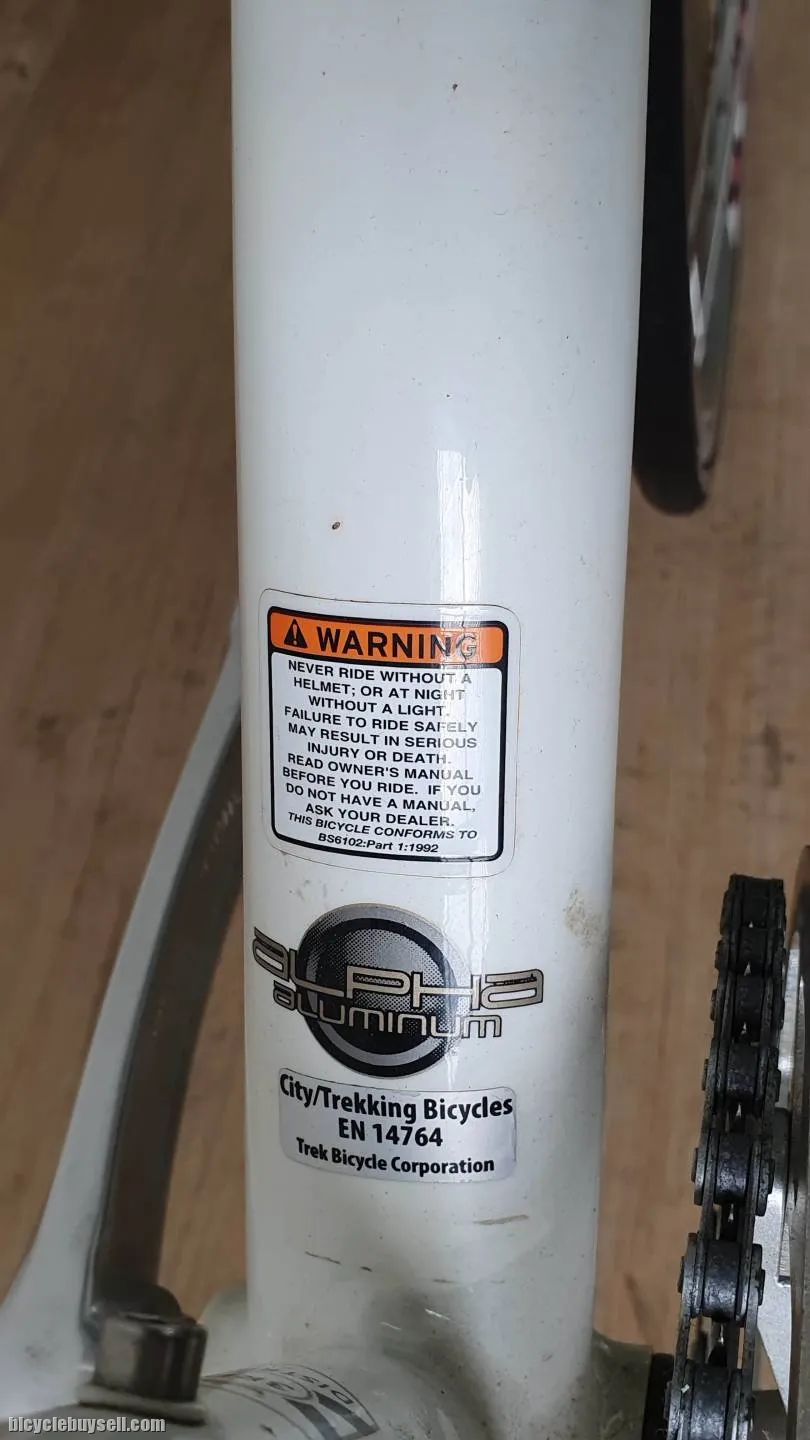 WARNING
NEVER RIDE WITHOUT A
HELMET; OR AT NIGHT
WITHOUT A LIGHT.
FAILURE TO RIDE SAFELY
MAY RESULT IN SERIOUS
INJURY OR DEATH.
READ OWNER'S MANUAL
BEFORE YOU RIDE. IF YOU
DO NOT HAVE A MANUAL,
ASK YOUR DEALER.
THIS BICYCLE CONFORMS TO
BS6102:Part 1:1992
ALPHA
ALUMINUM
City/Trekking Bicycles
EN 14764
Trek Bicycle Corporation
bicyclebuysell.com